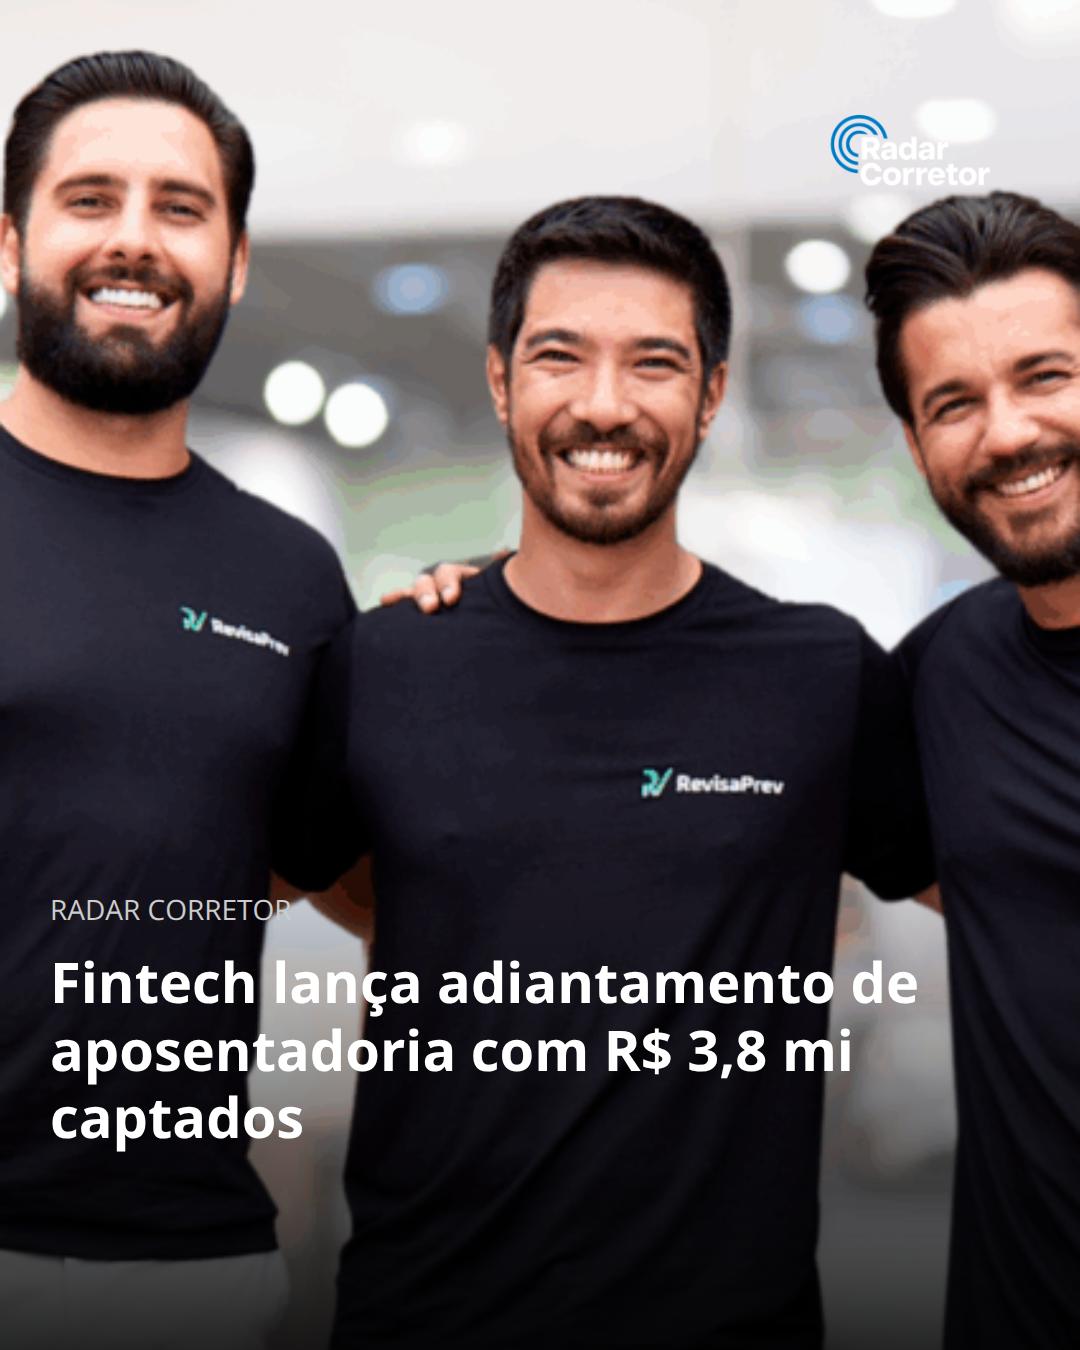 Radar
Corretor
RevisaPrev
RevisaPrev
RADAR CORRETOR
Fintech lança adiantamento de
aposentadoria com R$ 3,8 mi
captados